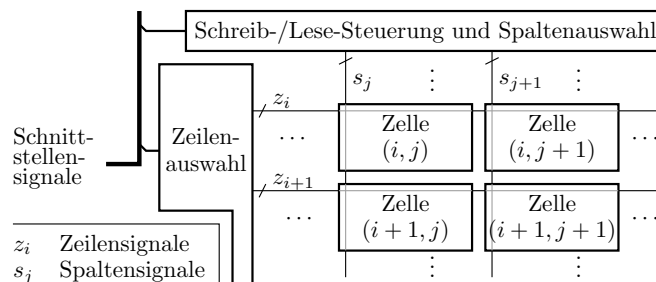 Schreib-/Lese-Steuerung und Spaltenauswahl
s_j ⋮ s_{j+1} ⋮
z_i
Schnitt-
stellen-
signale
Zeilen-
auswahl
... Zelle Zelle ...
(i, j) (i, j + 1)
z_{i+1}
... Zelle Zelle ...
(i+1, j) (i+1, j+1)
⋮ ⋮
z_i Zeilensignale
s_j Spaltensignale